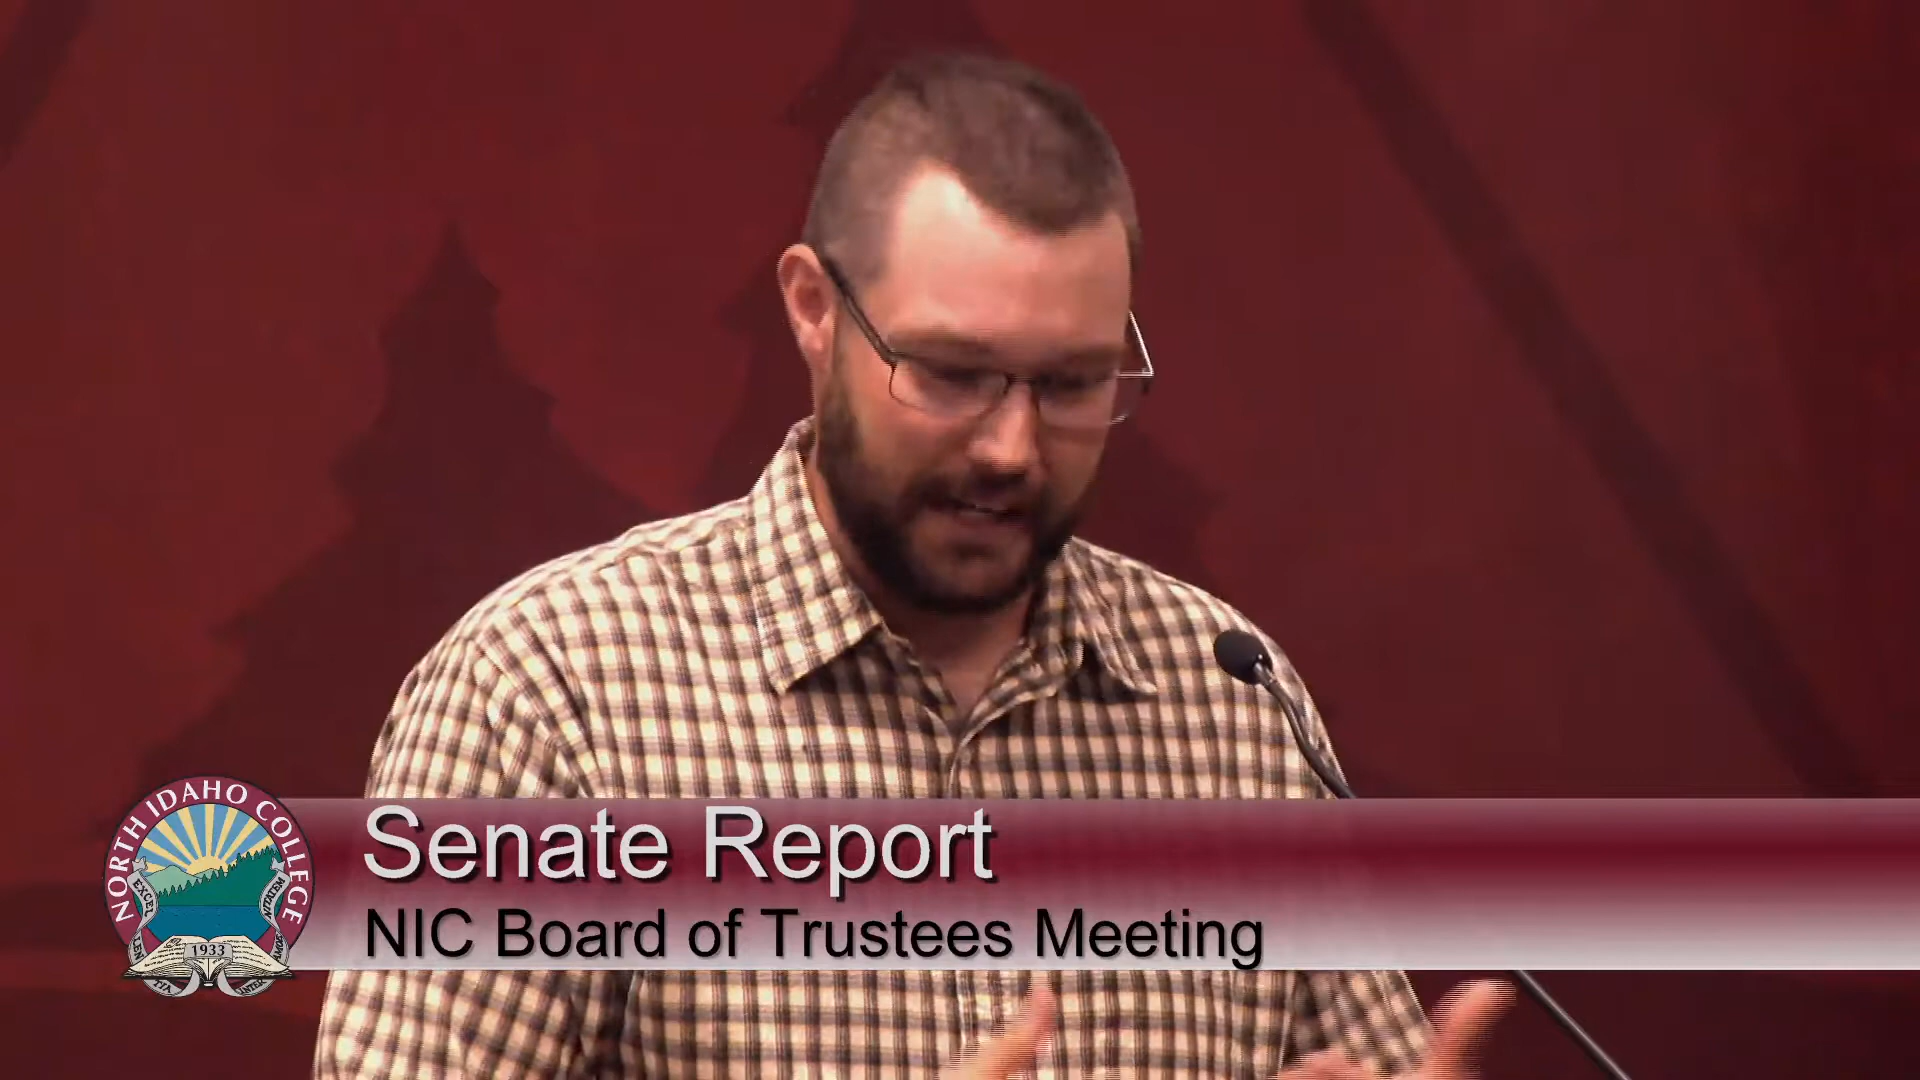 Senate Report
NIC Board of Trustees Meeting
NORTH IDAHO COLLEGE
1933